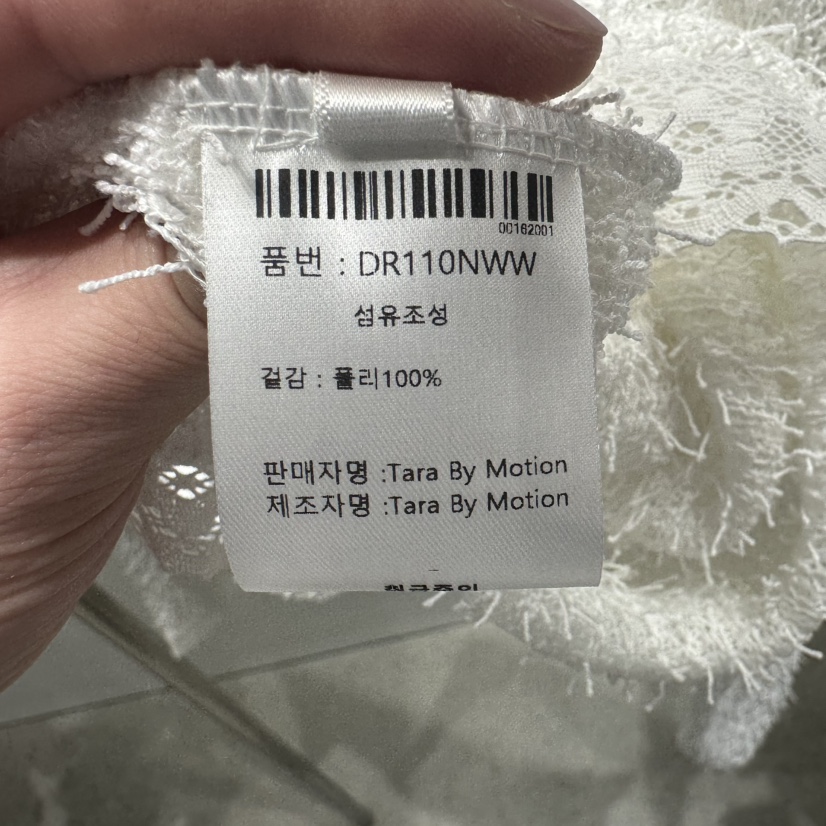 00162001
품번 : DR110NWW
섬유조성
겉감 : 폴리100%
판매자명 :Tara By Motion
제조자명 :Tara By Motion